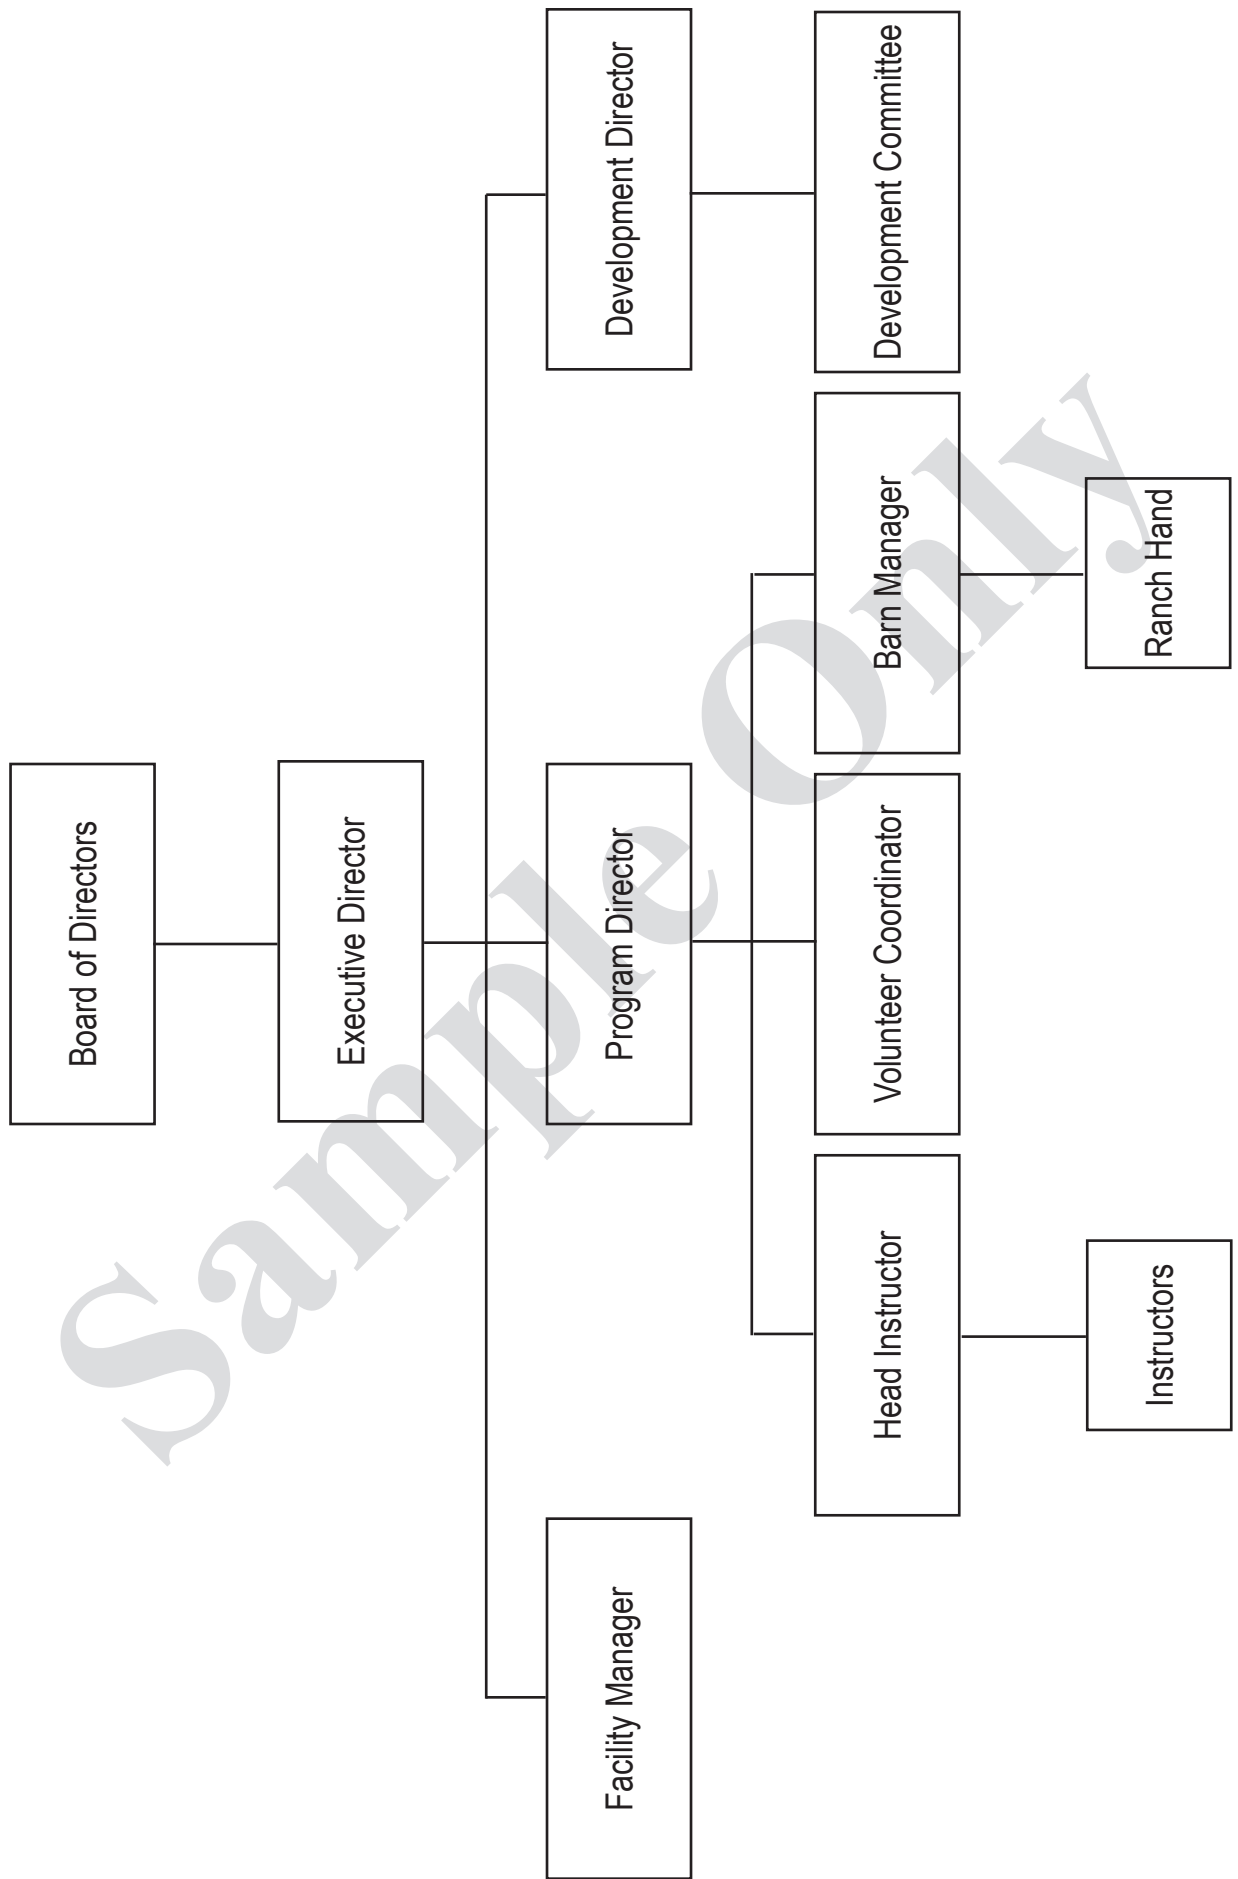 Board of Directors
Executive Director
Facility Manager
Program Director
Development Director
Head Instructor
Volunteer Coordinator
Barn Manager
Development Committee
Instructors
Ranch Hand
Sample Only